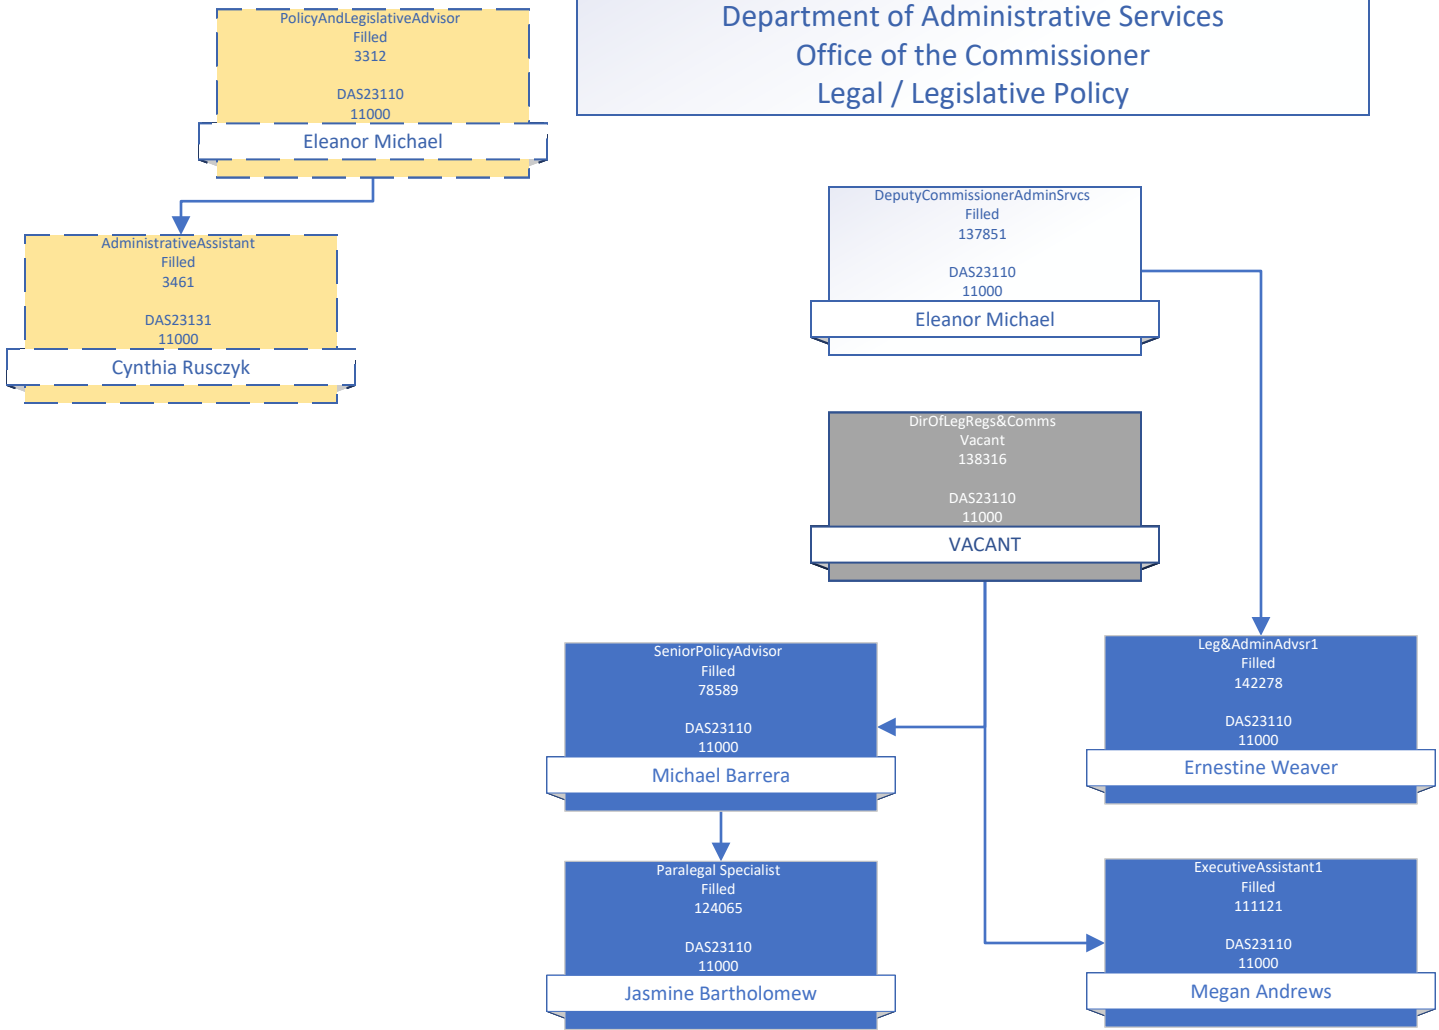 Department of Administrative Services
Office of the Commissioner
Legal / Legislative Policy
PolicyAndLegislativeAdvisor
Filled
3312
DAS23110
11000
Eleanor Michael
AdministrativeAssistant
Filled
3461
DAS23131
11000
Cynthia Rusczyk
DeputyCommissionerAdminSrvcs
Filled
137851
DAS23110
11000
Eleanor Michael
DirOfLegRegs&Comms
Vacant
138316
DAS23110
11000
VACANT
SeniorPolicyAdvisor
Filled
78589
DAS23110
11000
Michael Barrera
Leg&AdminAdvsr1
Filled
142278
DAS23110
11000
Ernestine Weaver
Paralegal Specialist
Filled
124065
DAS23110
11000
Jasmine Bartholomew
ExecutiveAssistant1
Filled
111121
DAS23110
11000
Megan Andrews